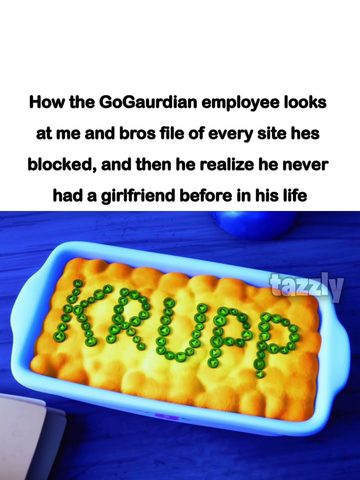 How the GoGaurdian employee looks
at me and bros file of every site hes
blocked, and then he realize he never
had a girlfriend before in his life
tazzly
KRUPP